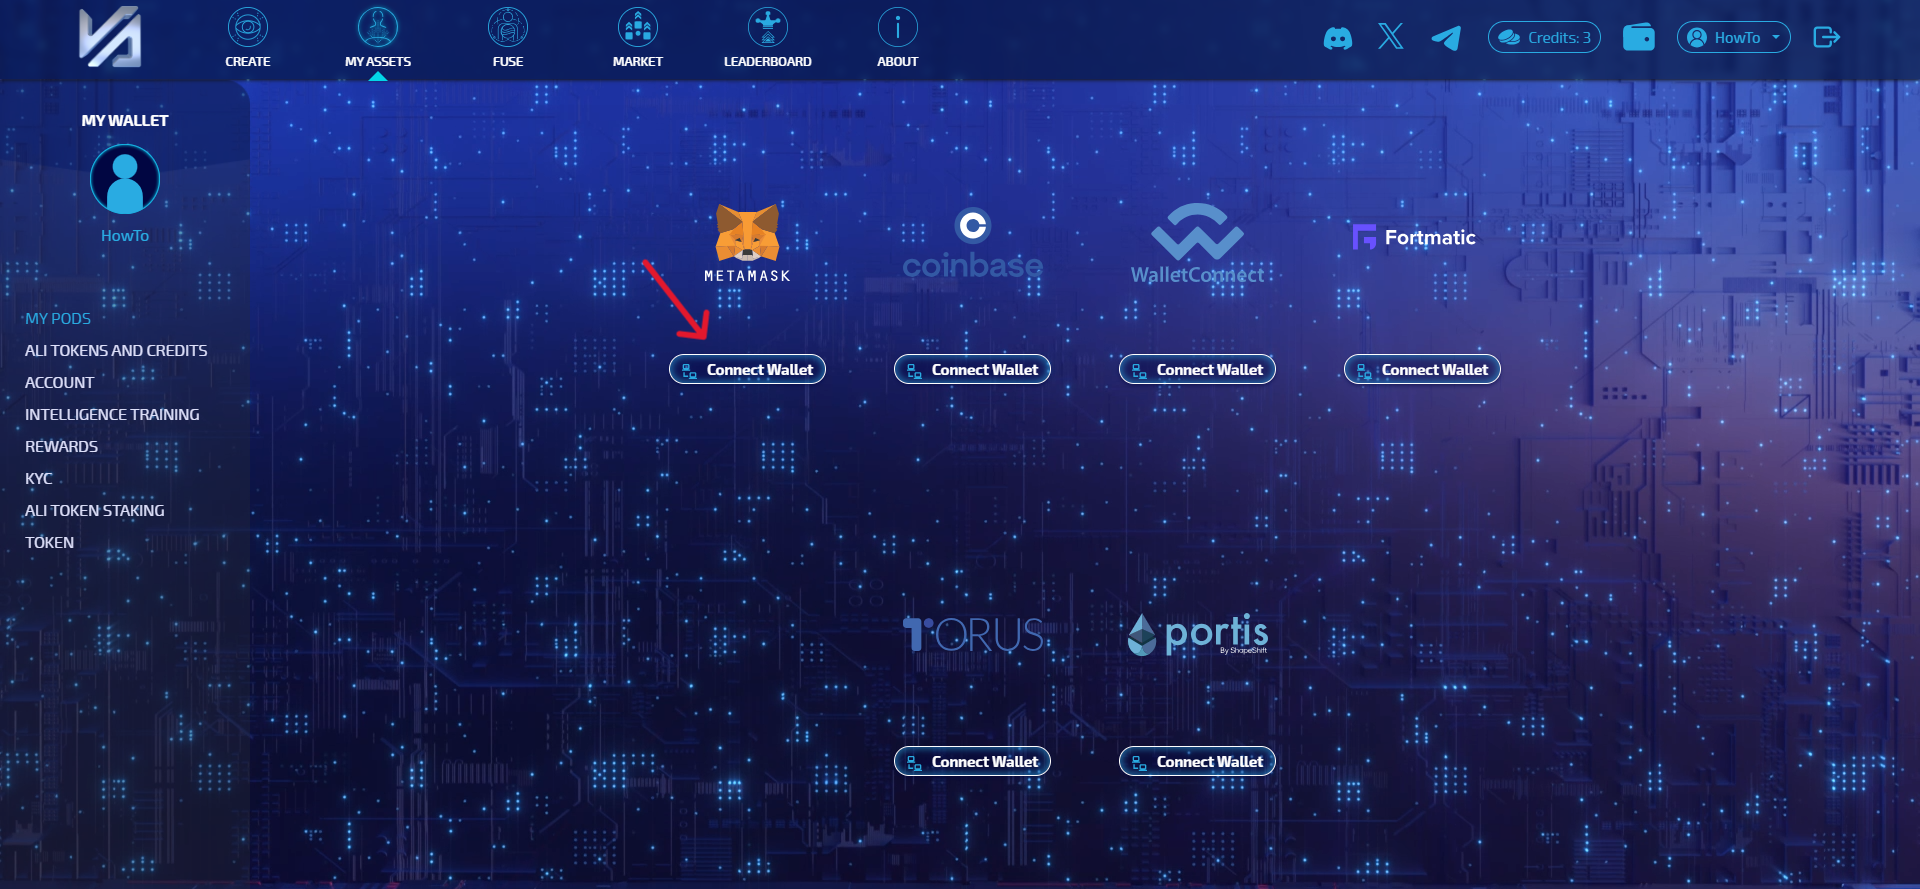 CREATE
MY ASSETS
FUSE
MARKET
LEADERBOARD
ABOUT
Credits: 3
HowTo
MY WALLET
HowTo
MY PODS
ALI TOKENS AND CREDITS
ACCOUNT
INTELLIGENCE TRAINING
REWARDS
KYC
ALI TOKEN STAKING
TOKEN
METAMASK
coinbase
WalletConnect
Fortmatic
Connect Wallet
Connect Wallet
Connect Wallet
Connect Wallet
TORUS
portis
By ShapeShift
Connect Wallet
Connect Wallet